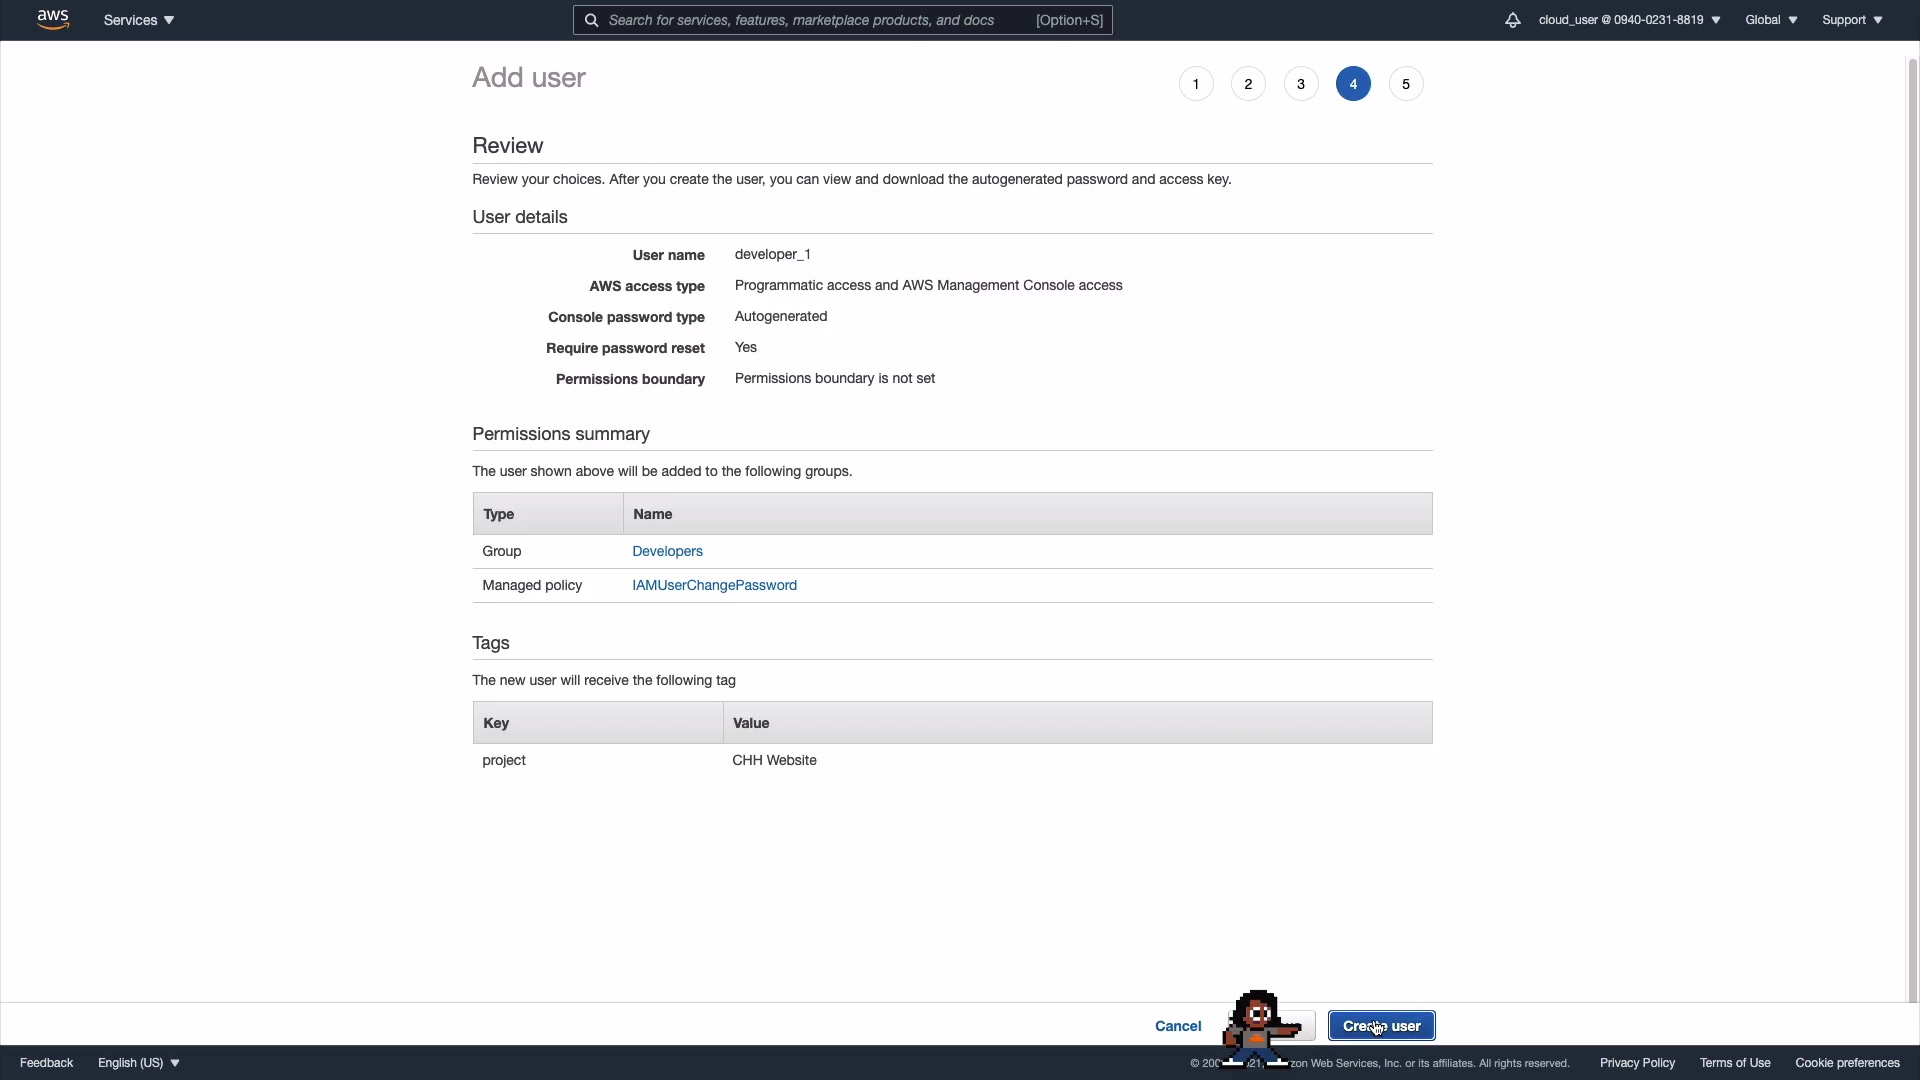 aws Services Search for services, features, marketplace products, and docs [Option+S] cloud_user @ 0940-0231-8819 Global Support
Add user 1 2 3 4 5
Review
Review your choices. After you create the user, you can view and download the autogenerated password and access key.
User details
User name developer_1
AWS access type Programmatic access and AWS Management Console access
Console password type Autogenerated
Require password reset Yes
Permissions boundary Permissions boundary is not set
Permissions summary
The user shown above will be added to the following groups.
Type Name
Group Developers
Managed policy IAMUserChangePassword
Tags
The new user will receive the following tag
Key Value
project CHH Website
Cancel Create user
Feedback English (US) Web Services, Inc. or its affiliates. All rights reserved. Privacy Policy Terms of Use Cookie preferences